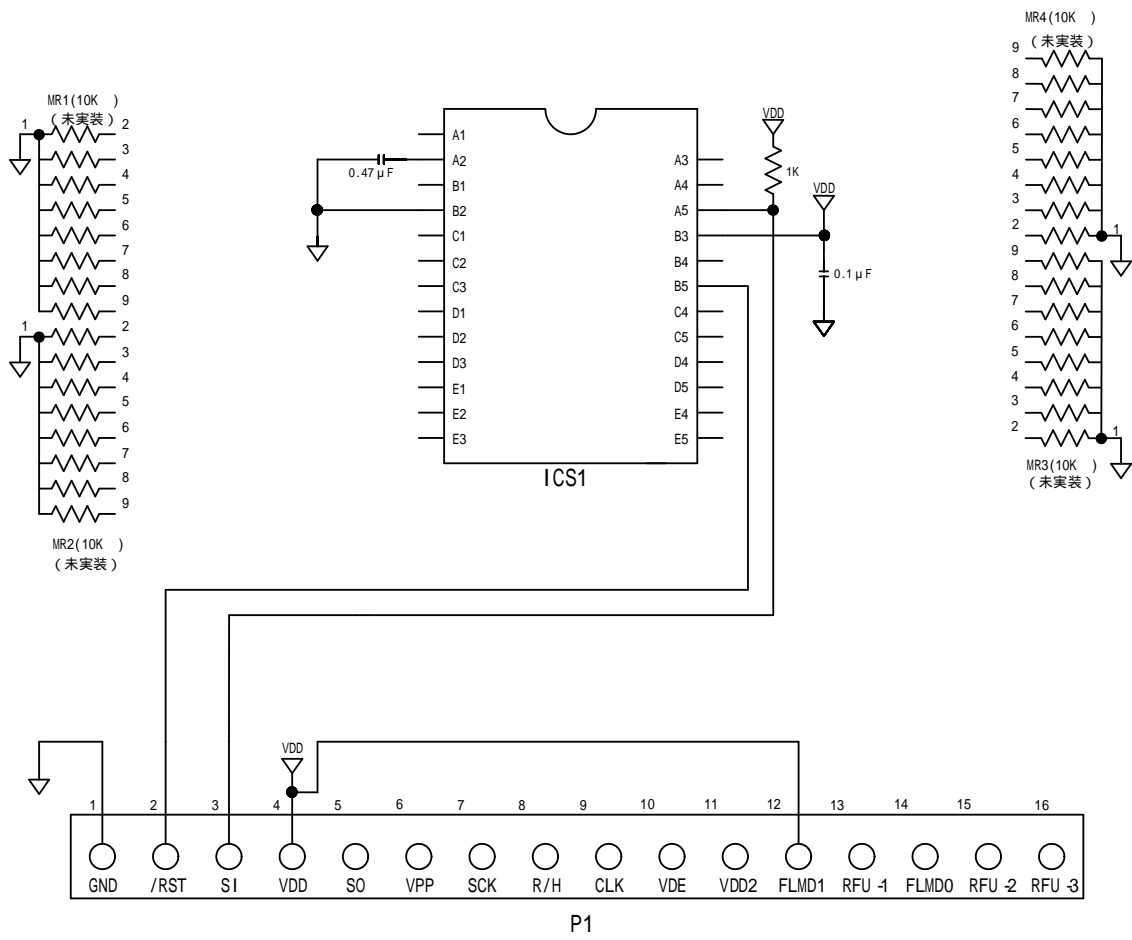 MR1(10K )
(未実装)
1
2
3
4
5
6
7
8
9
1
2
3
4
5
6
7
8
9
MR2(10K )
(未実装)
0.47μF
A1
A2
B1
B2
C1
C2
C3
D1
D2
D3
E1
E2
E3
A3
A4
A5
B3
B4
B5
C4
C5
D4
D5
E4
E5
ICS1
VDD
1K
VDD
0.1μF
MR4(10K )
(未実装)
9
8
7
6
5
4
3
2
1
9
8
7
6
5
4
3
2
1
MR3(10K )
(未実装)
VDD
1 2 3 4 5 6 7 8 9 10 11 12 13 14 15 16
GND /RST SI VDD SO VPP SCK R/H CLK VDE VDD2 FLMD1 RFU-1 FLMD0 RFU-2 RFU-3
P1